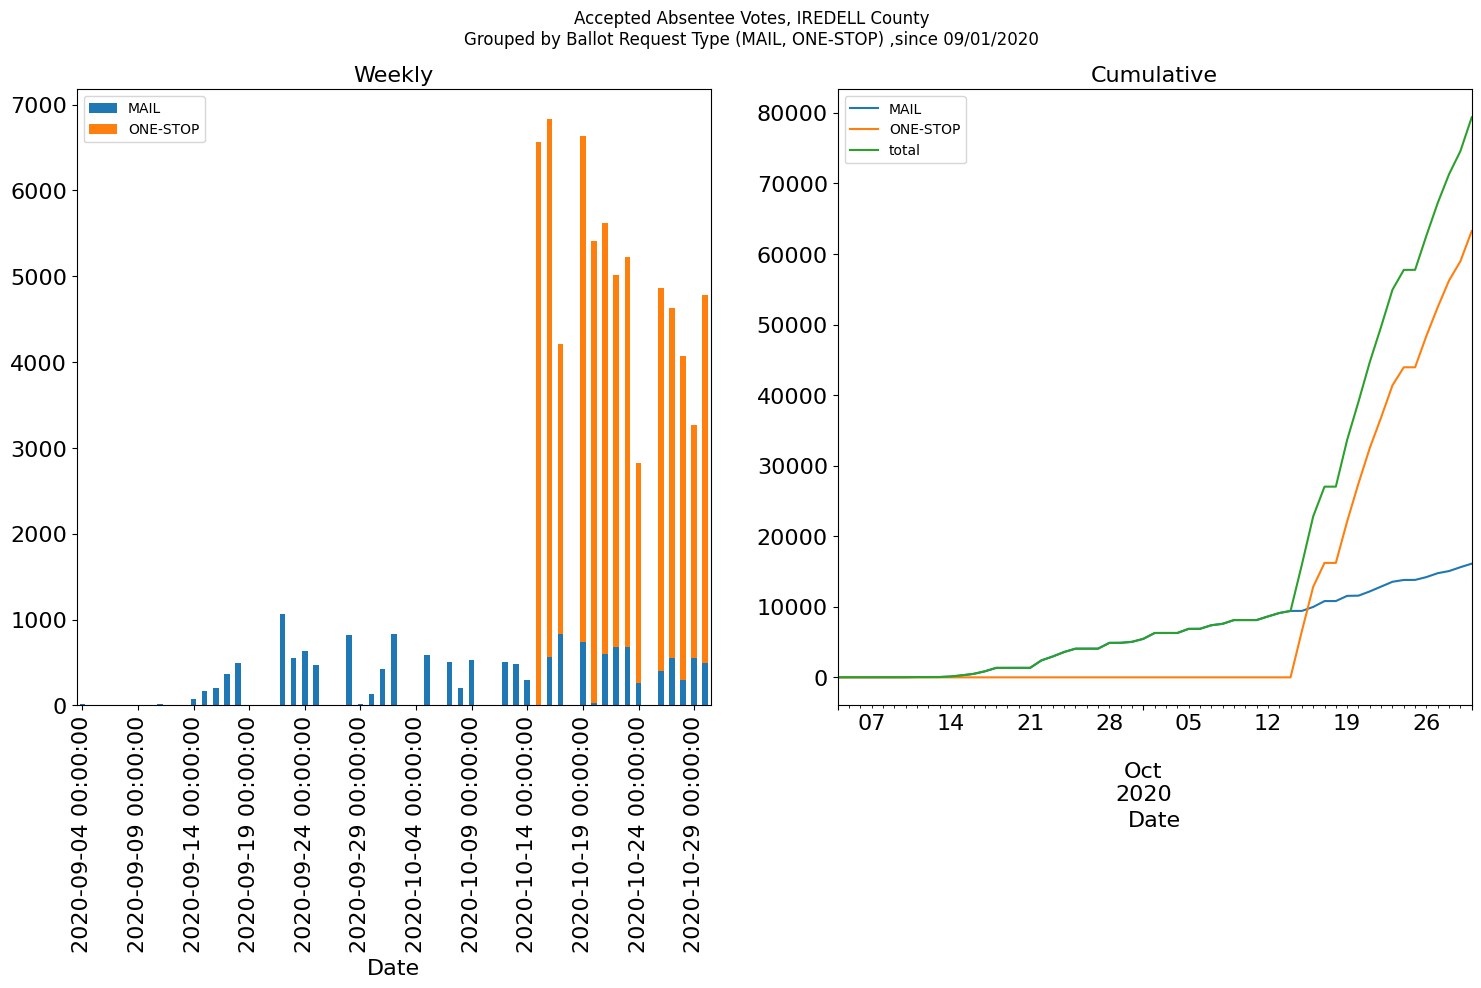 Accepted Absentee Votes, IREDELL County
Grouped by Ballot Request Type (MAIL, ONE-STOP) ,since 09/01/2020
Weekly
MAIL
ONE-STOP
7000
6000
5000
4000
3000
2000
1000
0
2020-09-04 00:00:00
2020-09-09 00:00:00
2020-09-14 00:00:00
2020-09-19 00:00:00
2020-09-24 00:00:00
2020-09-29 00:00:00
2020-10-04 00:00:00
2020-10-09 00:00:00
2020-10-14 00:00:00
2020-10-19 00:00:00
2020-10-24 00:00:00
2020-10-29 00:00:00
Date
Cumulative
MAIL
ONE-STOP
total
80000
70000
60000
50000
40000
30000
20000
10000
0
07 14 21 28 05 12 19 26
Oct
2020
Date